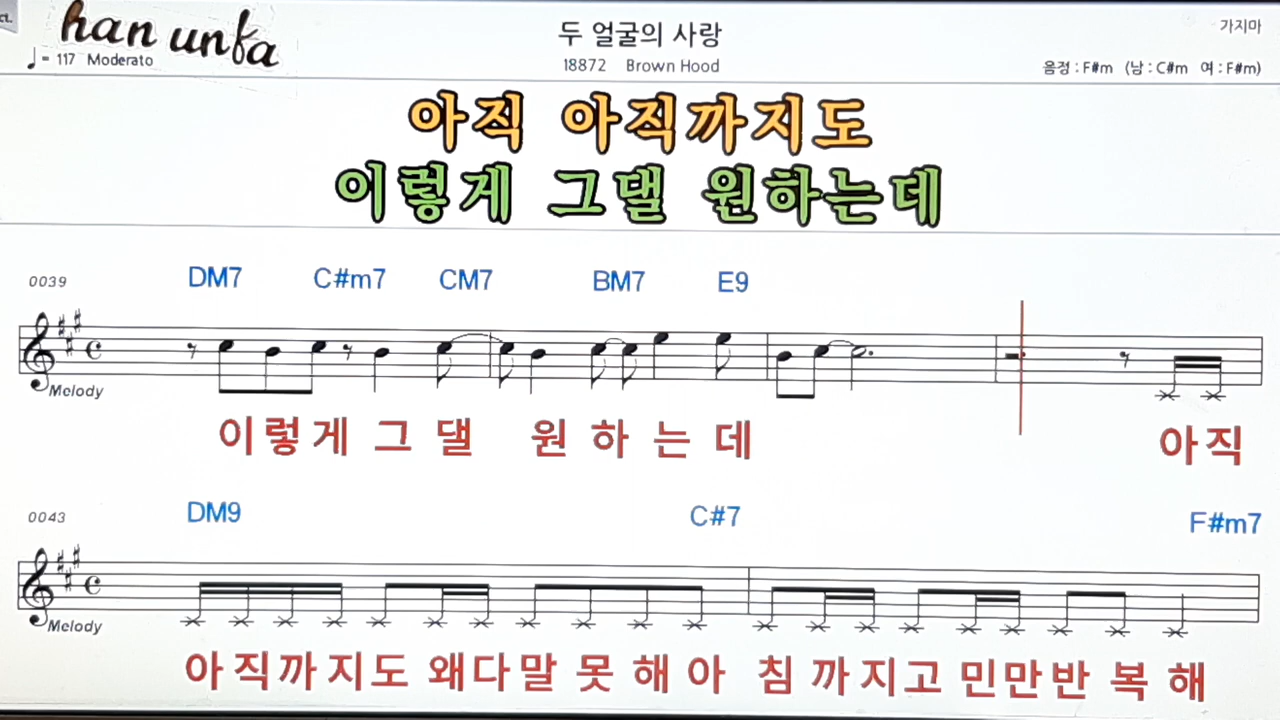 ct.
han unfa
두 얼굴의 사랑
가지마
♩= 117 Moderato
18872 Brown Hood
음정 : F#m (남 : C#m 여 : F#m)
아직 아직까지도
이렇게 그댈 원하는데
0039 DM7 C#m7 CM7 BM7 E9
Melody
이렇게 그댈 원하는데 아직
0043 DM9 C#7 F#m7
Melody
아직까지도 왜다말 못 해아 침 까지고 민만반 복 해